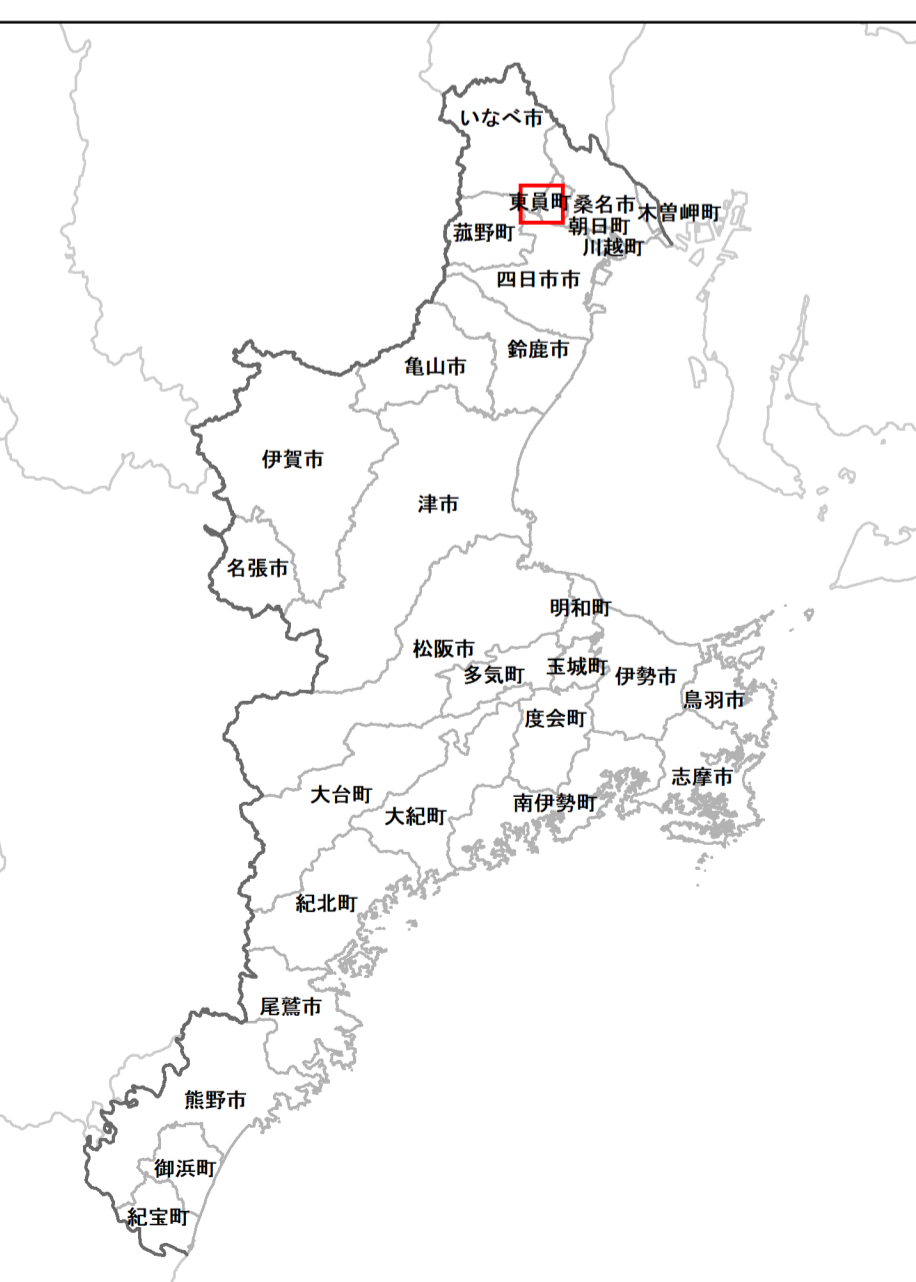 いなべ市
東員町
桑名市
木曽岬町
朝日町
菰野町
川越町
四日市市
鈴鹿市
亀山市
伊賀市
津市
名張市
明和町
松阪市
玉城町
多気町
伊勢市
鳥羽市
度会町
志摩市
大台町
南伊勢町
大紀町
紀北町
尾鷲市
熊野市
御浜町
紀宝町